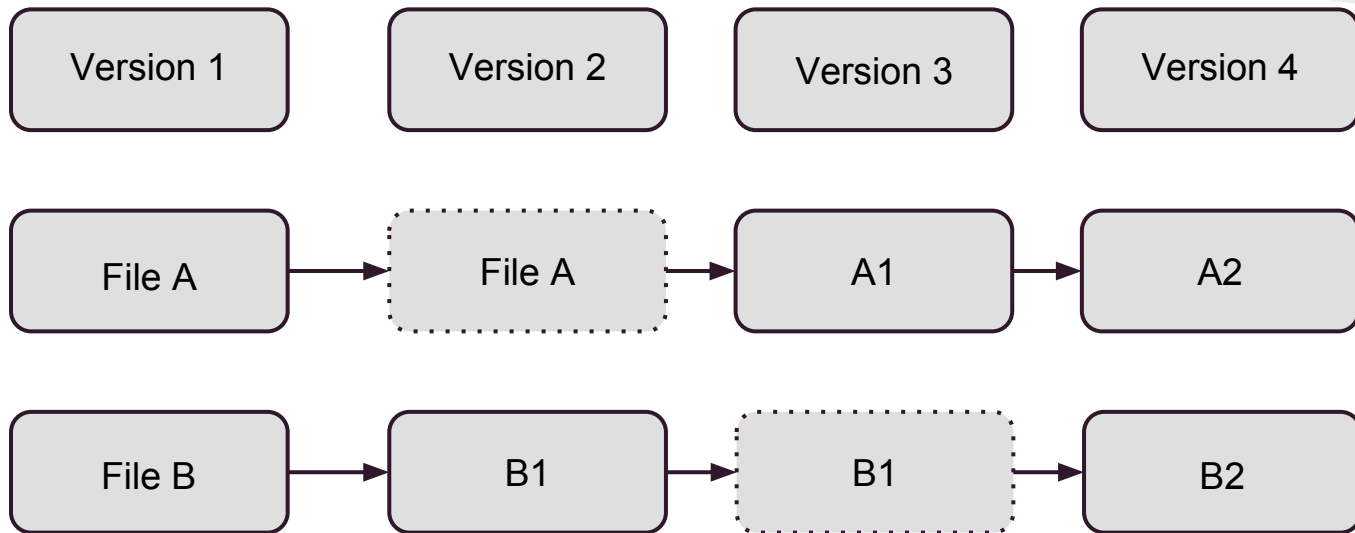 Version 1
Version 2
Version 3
Version 4
File A
File A
A1
A2
File B
B1
B1
B2